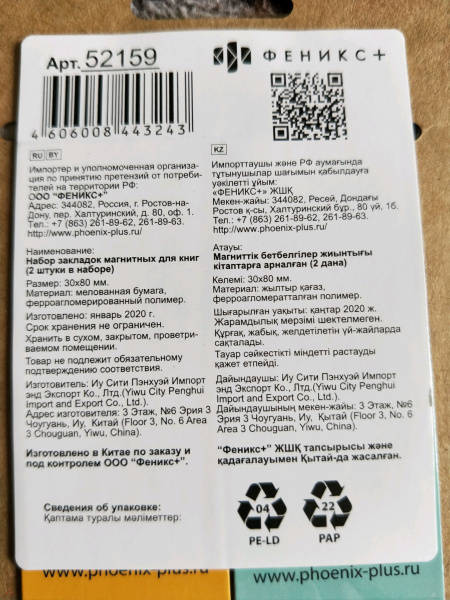 Арт. 52159
ФЕНИКС+
4 606008 443243
RU BY
Импортер и уполномоченная организа-
ция по принятию претензий от потреби-
телей на территории РФ:
ООО "ФЕНИКС+"
Адрес: 344082, Россия, г. Ростов-на-
Дону, пер. Халтуринский, д. 80, оф. 1.
Тел.: +7 (863) 261-89-62, 261-89-63.
http://www.phoenix-plus.ru/
Наименование:
Набор закладок магнитных для книг
(2 штуки в наборе)
Размер: 30х80 мм.
Материал: мелованная бумага,
ферроагломерированный полимер.
Изготовлено: январь 2020 г.
Срок хранения не ограничен.
Хранить в сухом, закрытом, проветри-
ваемом помещении.
Товар не подлежит обязательному
подтверждению соответствия.
Изготовитель: Иу Сити Пэнхуэй Импорт
энд Экспорт Ко., Лтд.(Yiwu City Penghui
Import and Export Co., Ltd.).
Адрес изготовителя: 3 Этаж, №6 Эрия 3
Чоугуань, Иу, Китай (Floor 3, No. 6 Area
3 Chouguan, Yiwu, China).
Изготовлено в Китае по заказу и
под контролем ООО "Феникс+".
KZ
Импорттаушы және РФ аумағында
тұтынушылар шағымын қабылдауға
уәкілетті ұйым:
«ФЕНИКС+» ЖШҚ
Мекен-жайы: 344082, Ресей, Дондағы
Ростов қ-сы, Халтуринский бұр., 80 үй, 1б.
Тел.: +7 (863) 261-89-62, 261-89-63.
http://www.phoenix-plus.ru/
Атауы:
Магниттік бетбелгілер жиынтығы
кітаптарға арналған (2 дана)
Көлемі: 30х80 мм.
Материал: жылтыр қағаз,
ферроагломератталған полимер.
Шығарылған уақыты: қаңтар 2020 ж.
Жарамдылық мерзімі шектелмеген.
Құрғақ, жабық, желдетілетін үй-жайларда
сақталады.
Тауар сәйкестікті міндетті растауды
қажет етпейді.
Дайындаушы: Иу Сити Пэнхуэй Импорт
энд Экспорт Ко., Лтд.(Yiwu City Penghui
Import and Export Co., Ltd.).
Дайындаушының мекен-жайы: 3 Этаж, №6
Эрия 3 Чоугуань, Иу, Қытай (Floor 3, No. 6
Area 3 Chouguan, Yiwu, China).
"Феникс+" ЖШҚ тапсырысы және
қадағалауымен Қытай-да жасалған.
Сведения об упаковке:
Қаптама туралы мәліметтер:
04
PE-LD
22
PAP
www.phoenix-plus.ru
www.phoenix-plus.ru